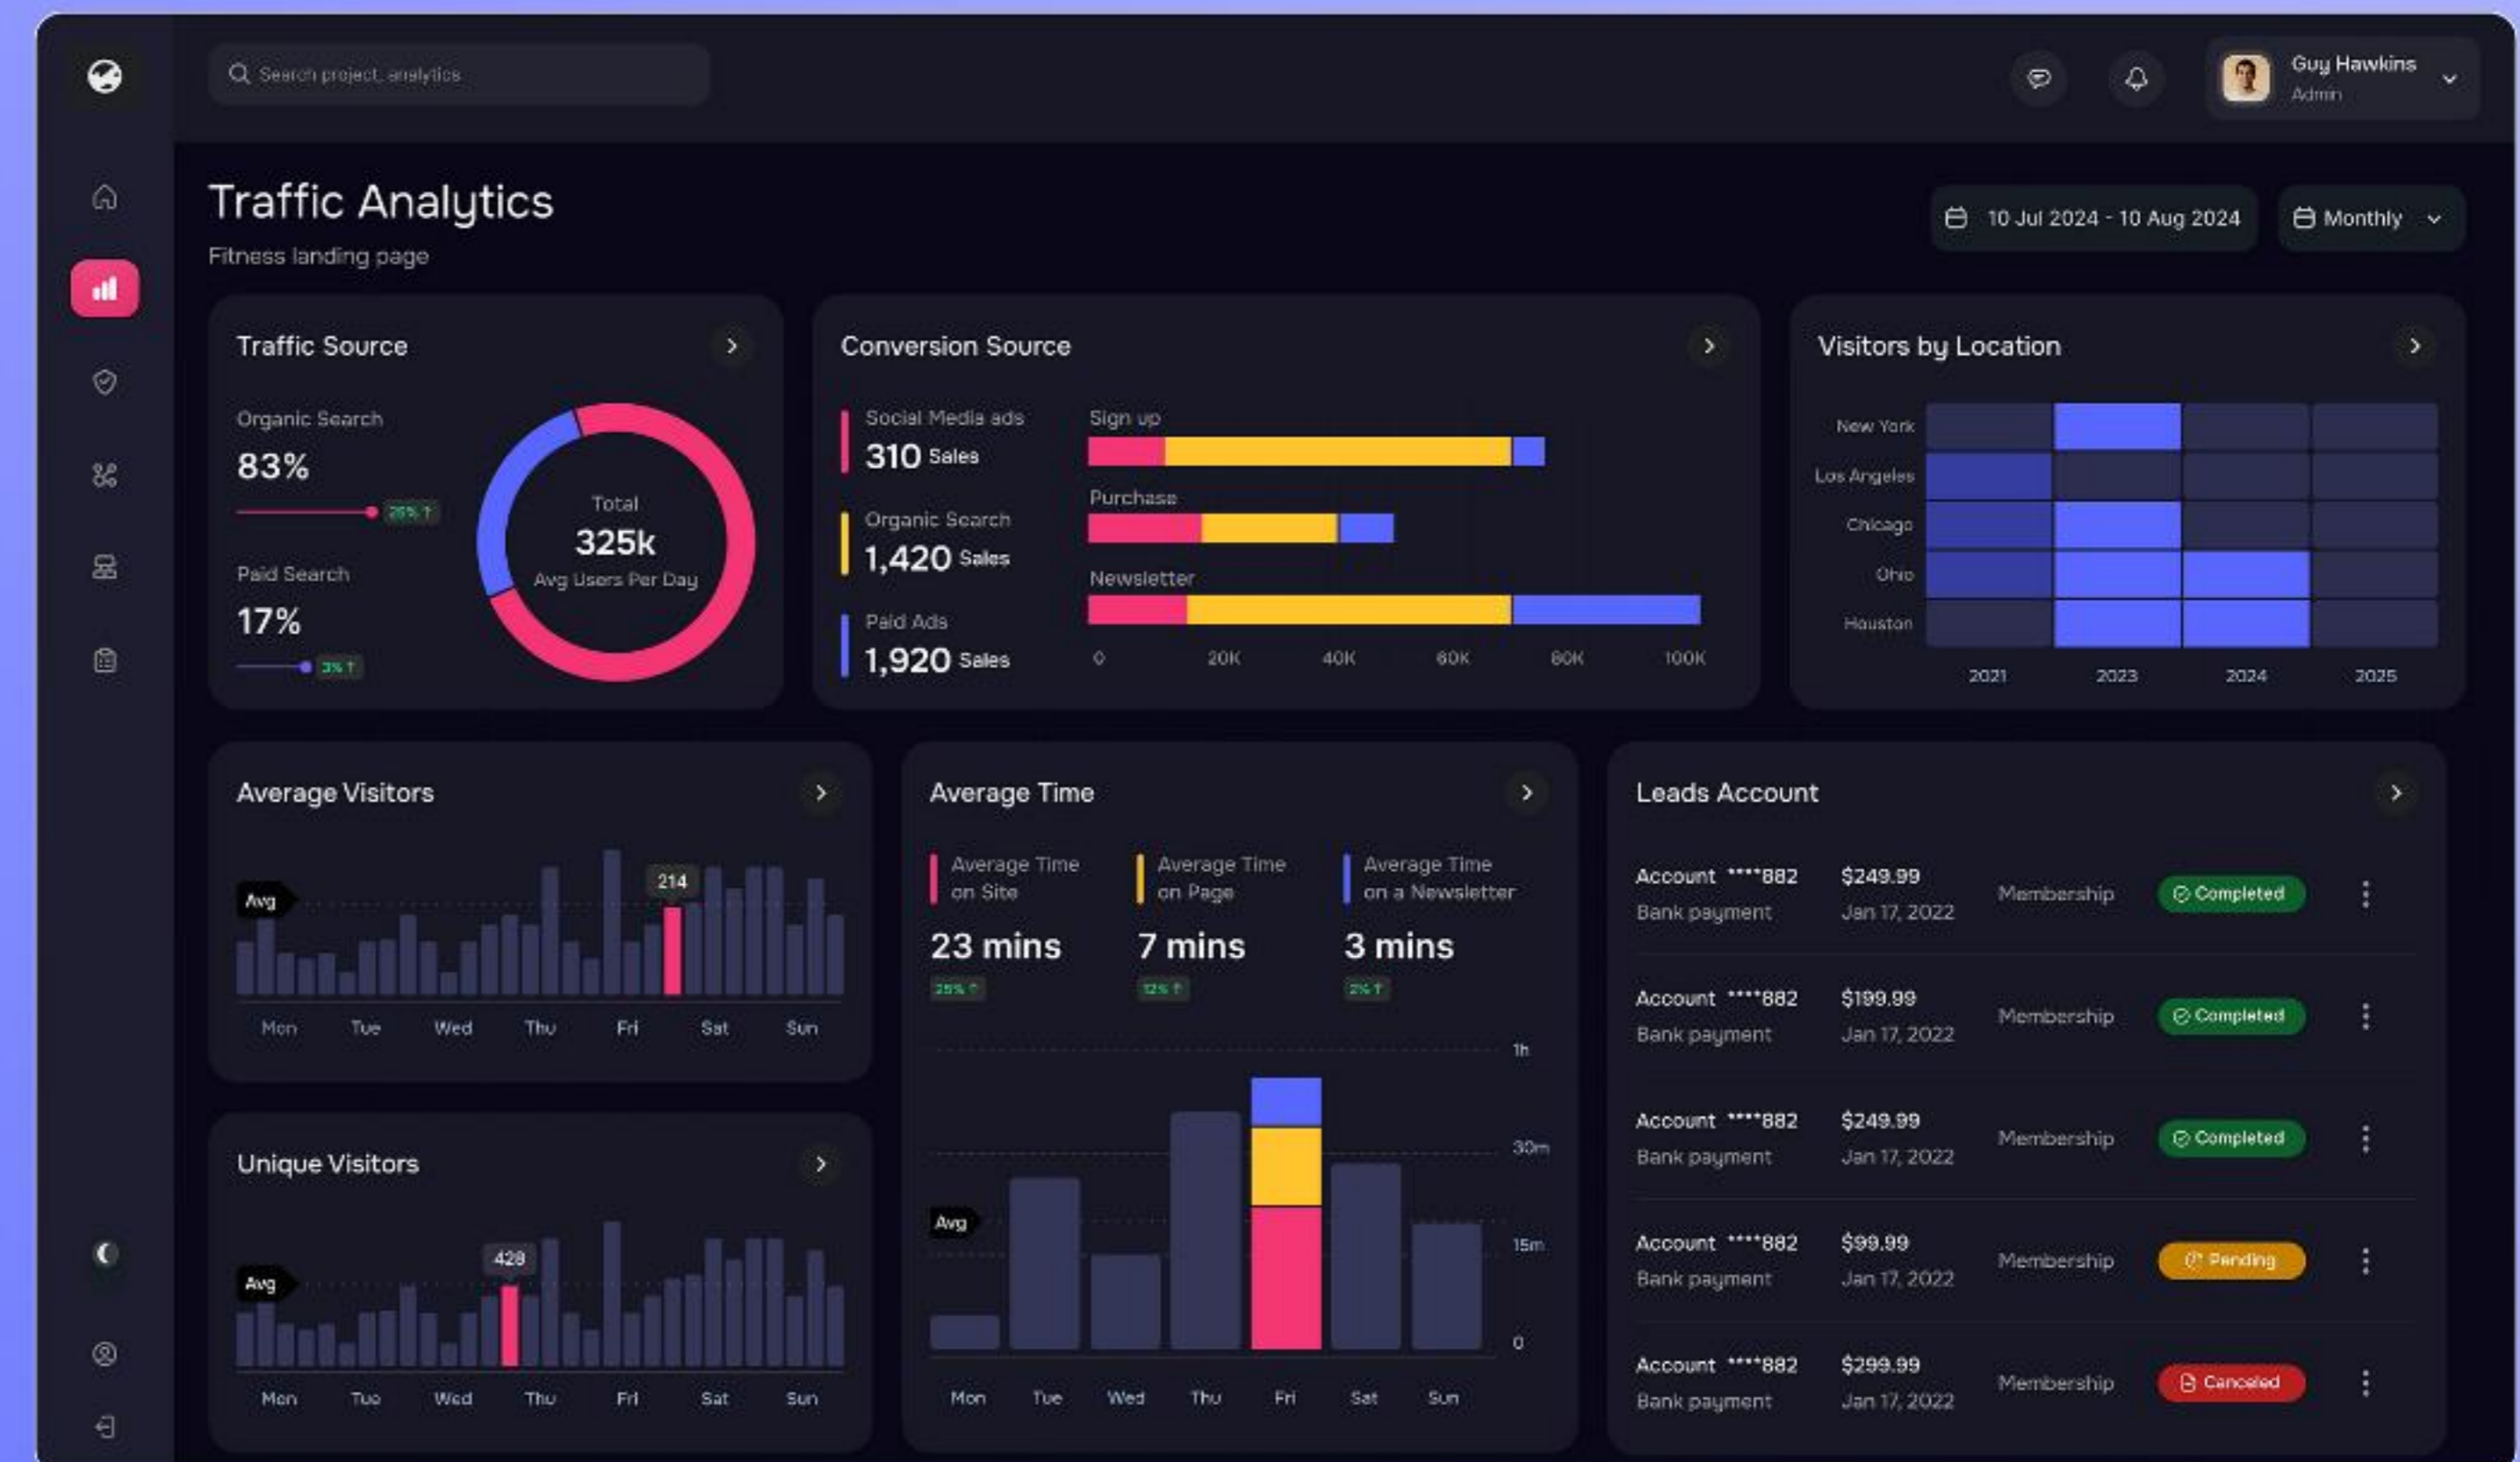 Search project, analytics
Guy Hawkins
Admin
Traffic Analytics
Fitness landing page
10 Jul 2024 - 10 Aug 2024
Monthly
Traffic Source
Organic Search
83%
25% ↑
Paid Search
17%
3% ↑
Total
325k
Avg Users Per Day
Conversion Source
Social Media ads
310 Sales
Organic Search
1,420 Sales
Paid Ads
1,920 Sales
Sign up
Purchase
Newsletter
0 20K 40K 60K 80K 100K
Visitors by Location
New York
Los Angeles
Chicago
Ohio
Houston
2021 2023 2024 2025
Average Visitors
Avg
214
Mon Tue Wed Thu Fri Sat Sun
Unique Visitors
Avg
428
Mon Tue Wed Thu Fri Sat Sun
Average Time
Average Time
on Site
23 mins
25% ↑
Average Time
on Page
7 mins
12% ↑
Average Time
on a Newsletter
3 mins
2% ↑
1h
30m
Avg
15m
0
Mon Tue Wed Thu Fri Sat Sun
Leads Account
Account ****882 $249.99
Membership Completed
Bank payment Jan 17, 2022
Account ****882 $199.99
Membership Completed
Bank payment Jan 17, 2022
Account ****882 $249.99
Membership Completed
Bank payment Jan 17, 2022
Account ****882 $99.99
Membership Pending
Bank payment Jan 17, 2022
Account ****882 $299.99
Membership Canceled
Bank payment Jan 17, 2022